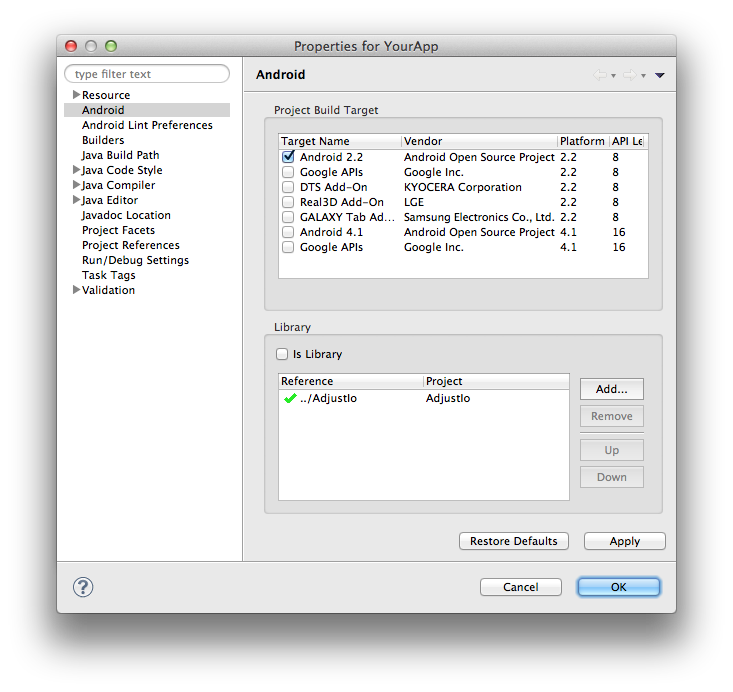 Properties for YourApp
type filter text
Resource
Android
Android Lint Preferences
Builders
Java Build Path
Java Code Style
Java Compiler
Java Editor
Javadoc Location
Project Facets
Project References
Run/Debug Settings
Task Tags
Validation
Android
Project Build Target
Target Name Vendor Platform API Le
Android 2.2 Android Open Source Project 2.2 8
Google APIs Google Inc. 2.2 8
DTS Add-On KYOCERA Corporation 2.2 8
Real3D Add-On LGE 2.2 8
GALAXY Tab Ad... Samsung Electronics Co., Ltd. 2.2 8
Android 4.1 Android Open Source Project 4.1 16
Google APIs Google Inc. 4.1 16
Library
Is Library
Reference Project
../AdjustIo AdjustIo
Add...
Remove
Up
Down
Restore Defaults Apply
? Cancel OK